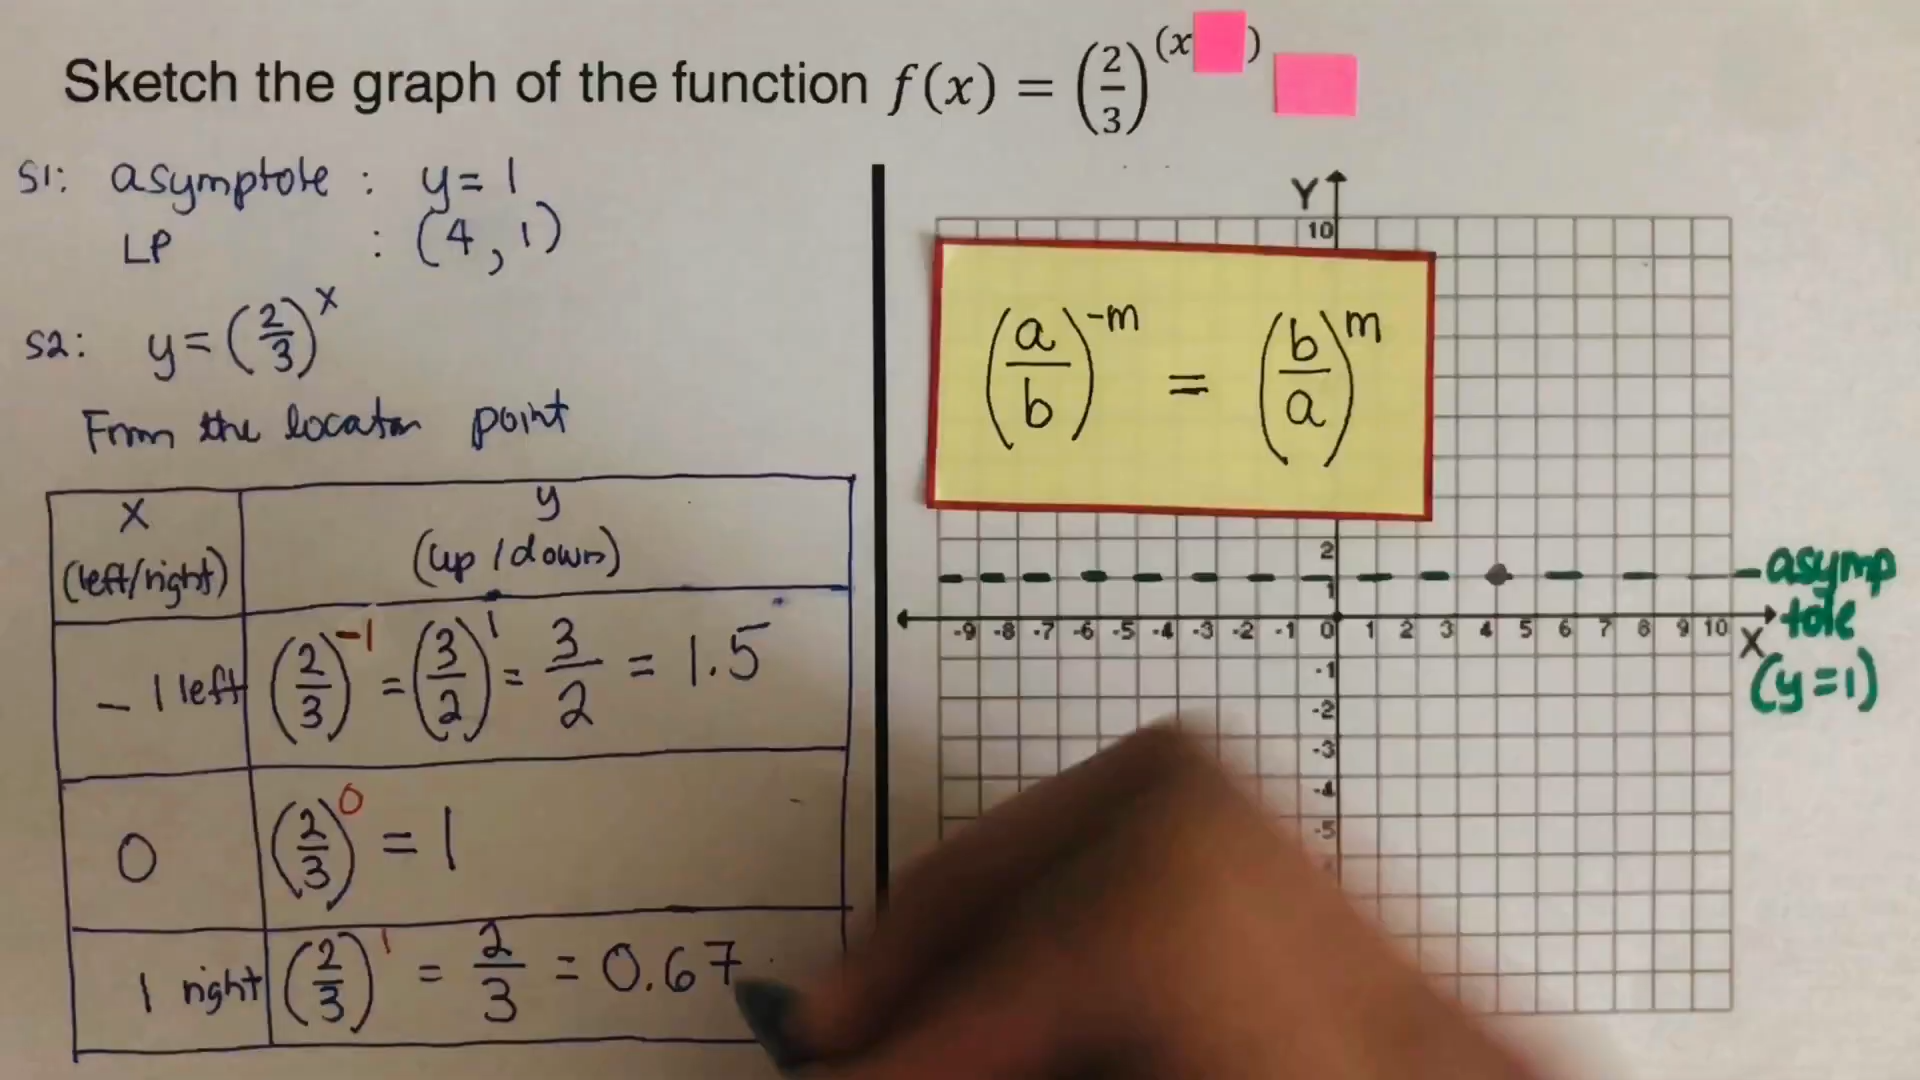 Sketch the graph of the function f(x) = (2/3)^(x )
S1: asymptote : y = 1
LP : (4, 1)
S2: y = (2/3)^x
From the locator point
x (left/right) y (up/down)
- 1 left (2/3)^-1 = (3/2)^1 = 3/2 = 1.5
0 (2/3)^0 = 1
1 right (2/3)^1 = 2/3 = 0.67
(a/b)^-m = (b/a)^m
Y
10
2
1
-9 -8 -7 -6 -5 -4 -3 -2 -1 0 1 2 3 4 5 6 7 8 9 10 X
-1
-2
-3
-4
-5
asymp
tote
(y=1)